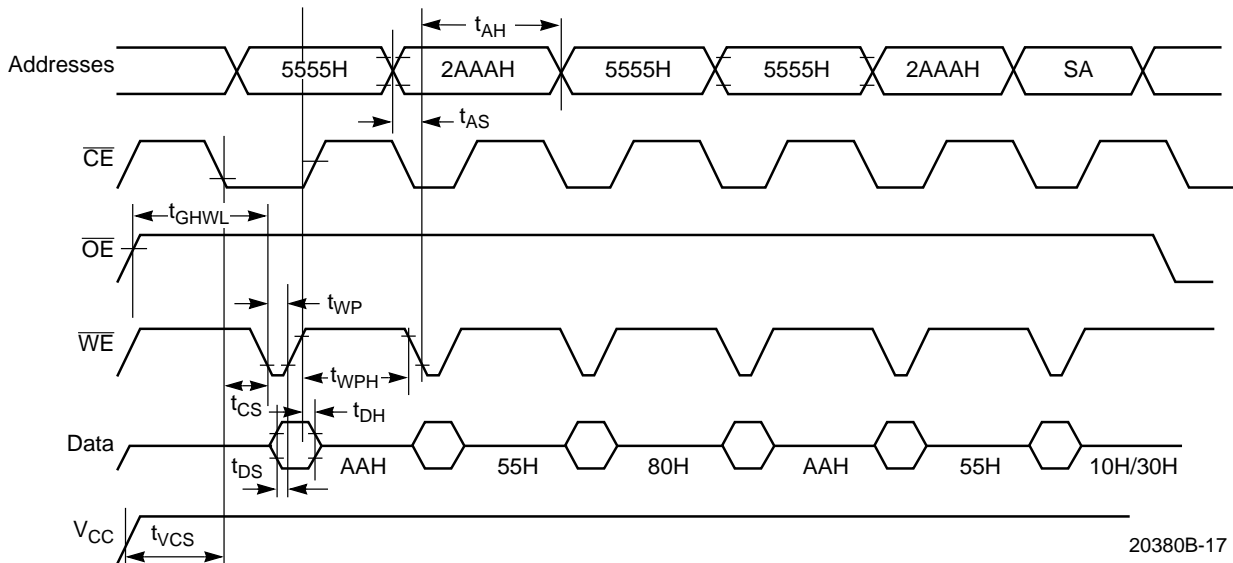 tAH
Addresses 5555H 2AAAH 5555H 5555H 2AAAH SA
tAS
CE
tGHWL
OE
tWP
WE
tWPH
tCS tDH
Data
tDS AAH 55H 80H AAH 55H 10H/30H
VCC tVCS
20380B-17